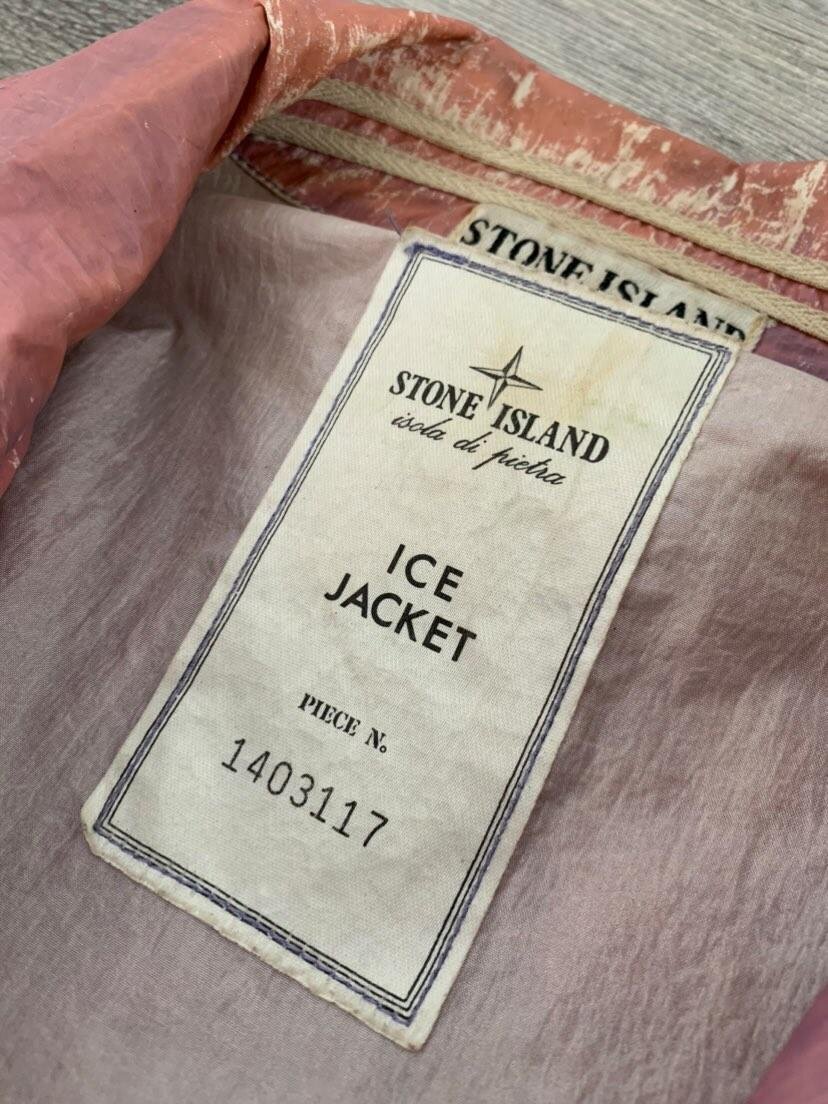 STONE ISLAND
STONE ISLAND
isola di pietra
ICE
JACKET
PIECE N.
1403117